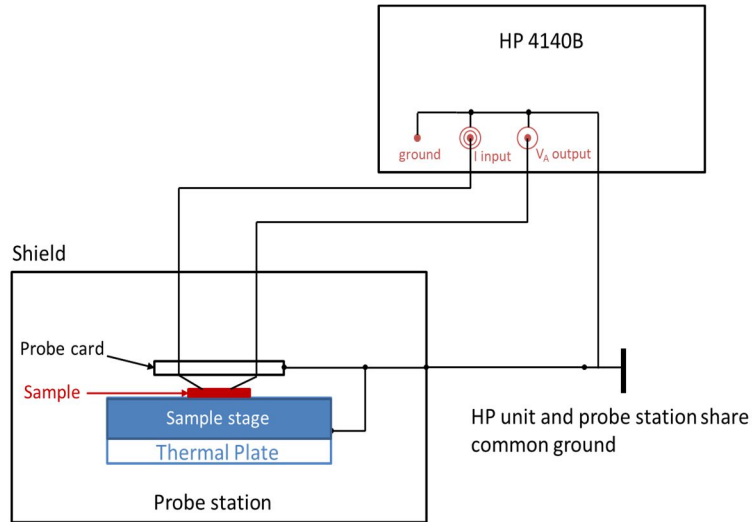 HP 4140B
ground
I input
V_A output
Shield
Probe card
Sample
Sample stage
Thermal Plate
Probe station
HP unit and probe station share
common ground